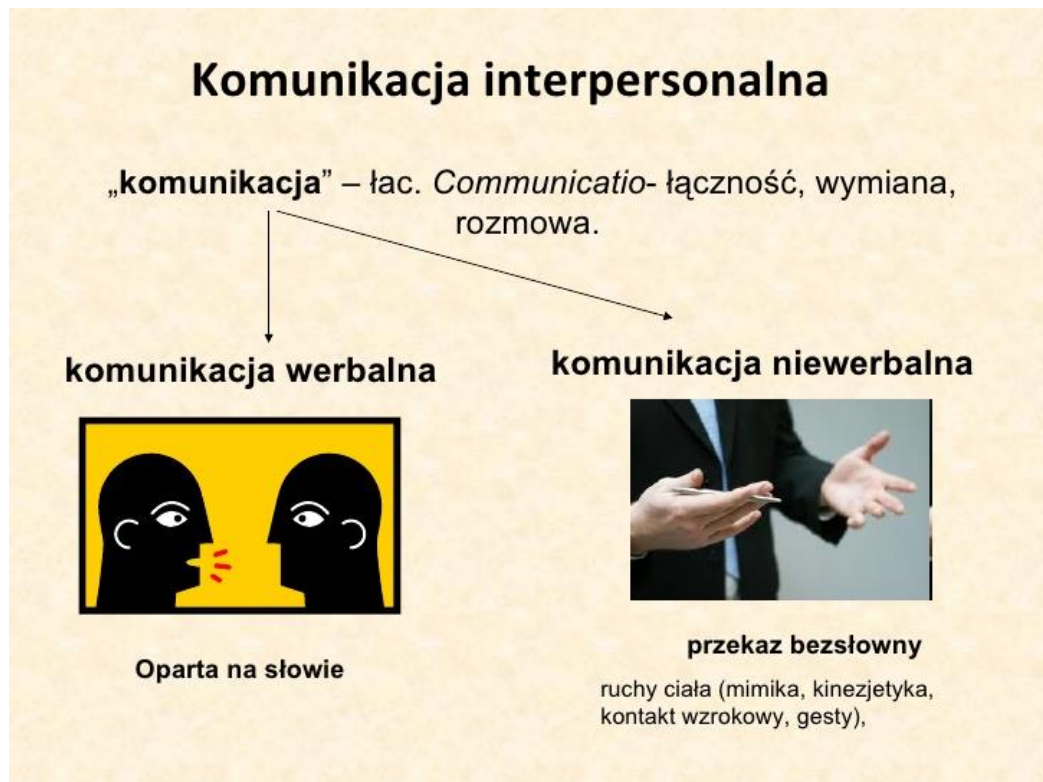 Komunikacja interpersonalna
„komunikacja” – łac. Communicatio- łączność, wymiana,
rozmowa.
komunikacja werbalna
komunikacja niewerbalna
Oparta na słowie
przekaz bezsłowny
ruchy ciała (mimika, kinezjetyka,
kontakt wzrokowy, gesty),